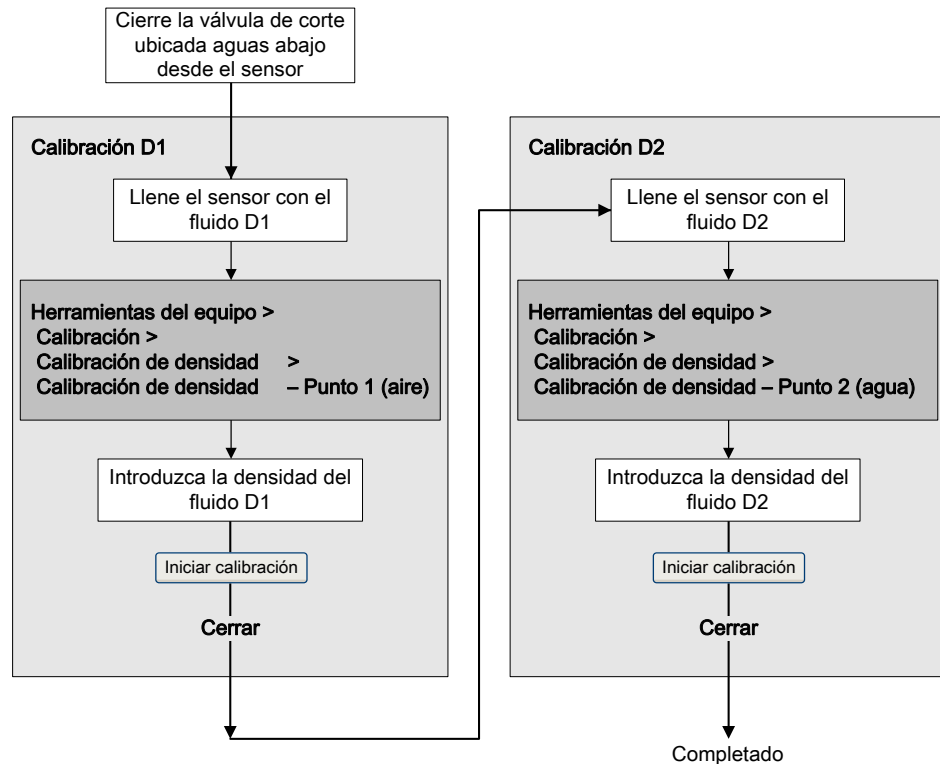 Cierre la válvula de corte
ubicada aguas abajo
desde el sensor
Calibración D1
Llene el sensor con el
fluido D1
Herramientas del equipo >
Calibración >
Calibración de densidad >
Calibración de densidad – Punto 1 (aire)
Introduzca la densidad del
fluido D1
Iniciar calibración
Cerrar
Calibración D2
Llene el sensor con el
fluido D2
Herramientas del equipo >
Calibración >
Calibración de densidad >
Calibración de densidad – Punto 2 (agua)
Introduzca la densidad del
fluido D2
Iniciar calibración
Cerrar
Completado